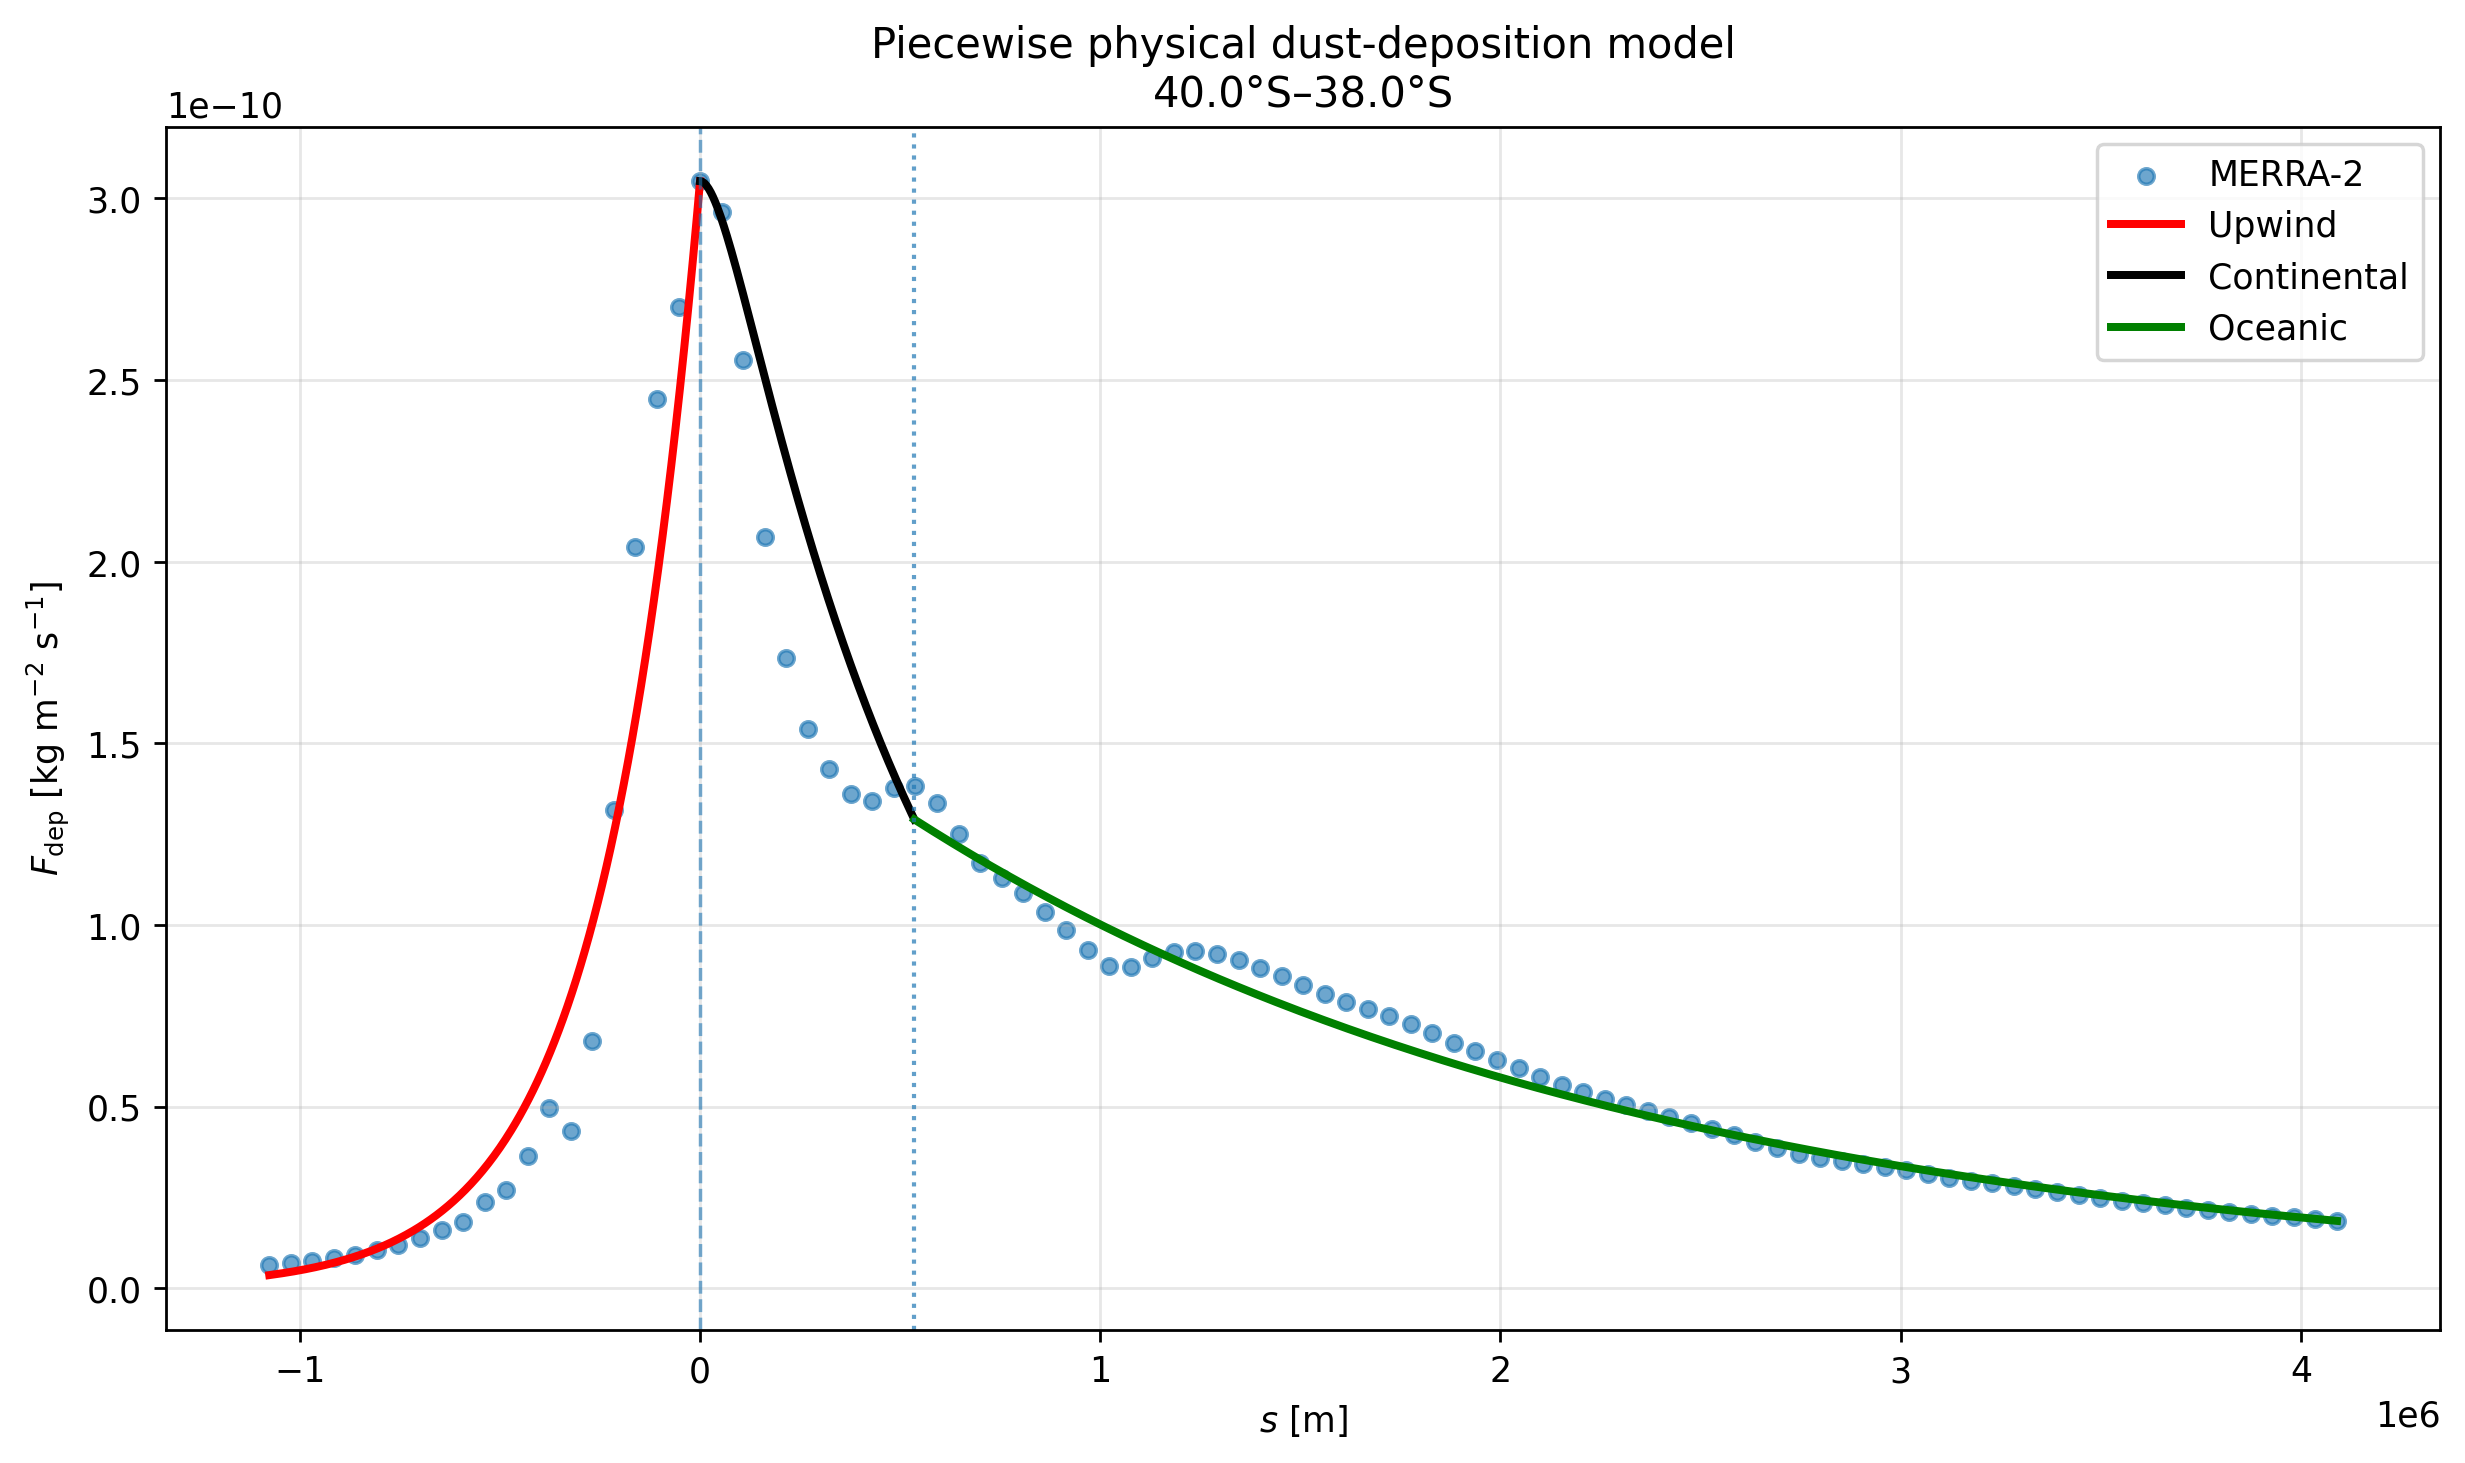 Piecewise physical dust-deposition model
40.0°S–38.0°S
1e−10
3.0
2.5
2.0
1.5
1.0
0.5
0.0
F_dep [kg m⁻² s⁻¹]
MERRA-2
Upwind
Continental
Oceanic
−1
0
1
2
3
4
1e6
s [m]